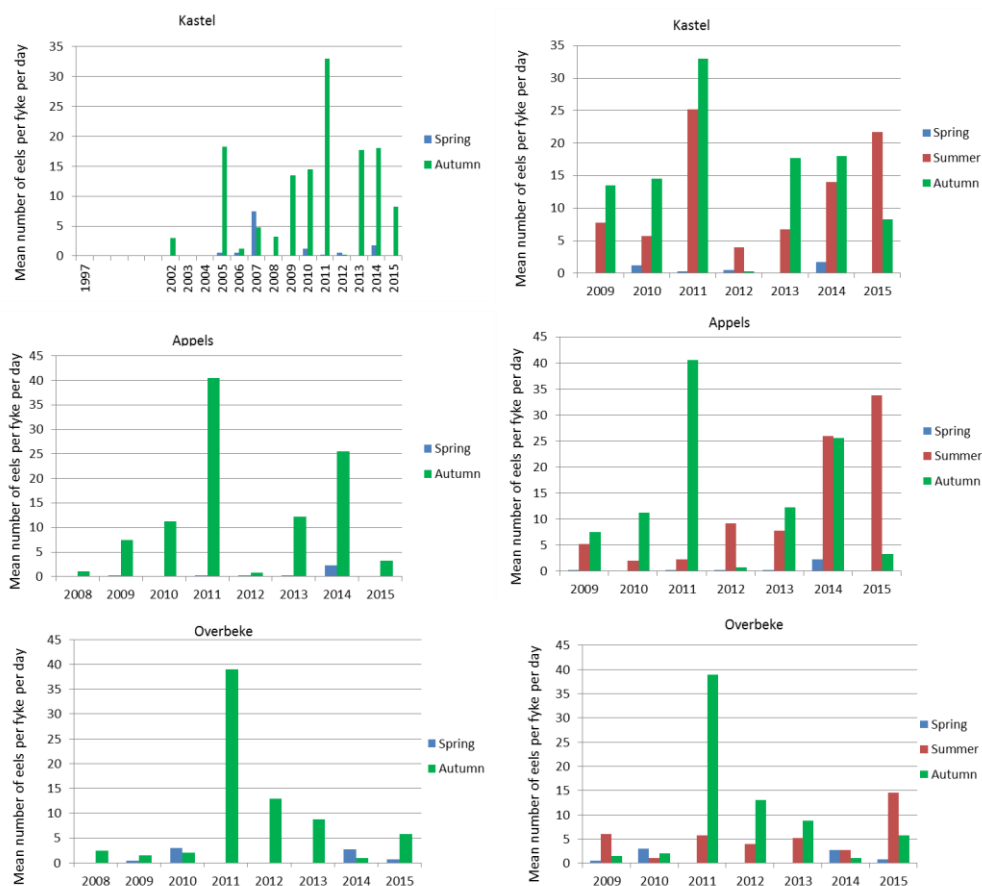 Kastel
Mean number of eels per fyke per day
35
30
25
20
15
10
5
0
1997
2002
2003
2004
2005
2006
2007
2008
2009
2010
2011
2012
2013
2014
2015
Spring
Autumn
Kastel
Mean number of eels per fyke per day
35
30
25
20
15
10
5
0
2009 2010 2011 2012 2013 2014 2015
Spring
Summer
Autumn
Appels
Mean number of eels per fyke per day
45
40
35
30
25
20
15
10
5
0
2008 2009 2010 2011 2012 2013 2014 2015
Spring
Autumn
Appels
Mean number of eels per fyke per day
45
40
35
30
25
20
15
10
5
0
2009 2010 2011 2012 2013 2014 2015
Spring
Summer
Autumn
Overbeke
Mean number of eels per fyke per day
45
40
35
30
25
20
15
10
5
0
2008 2009 2010 2011 2012 2013 2014 2015
Spring
Autumn
Overbeke
Mean number of eels per fyke per day
45
40
35
30
25
20
15
10
5
0
2009 2010 2011 2012 2013 2014 2015
Spring
Summer
Autumn